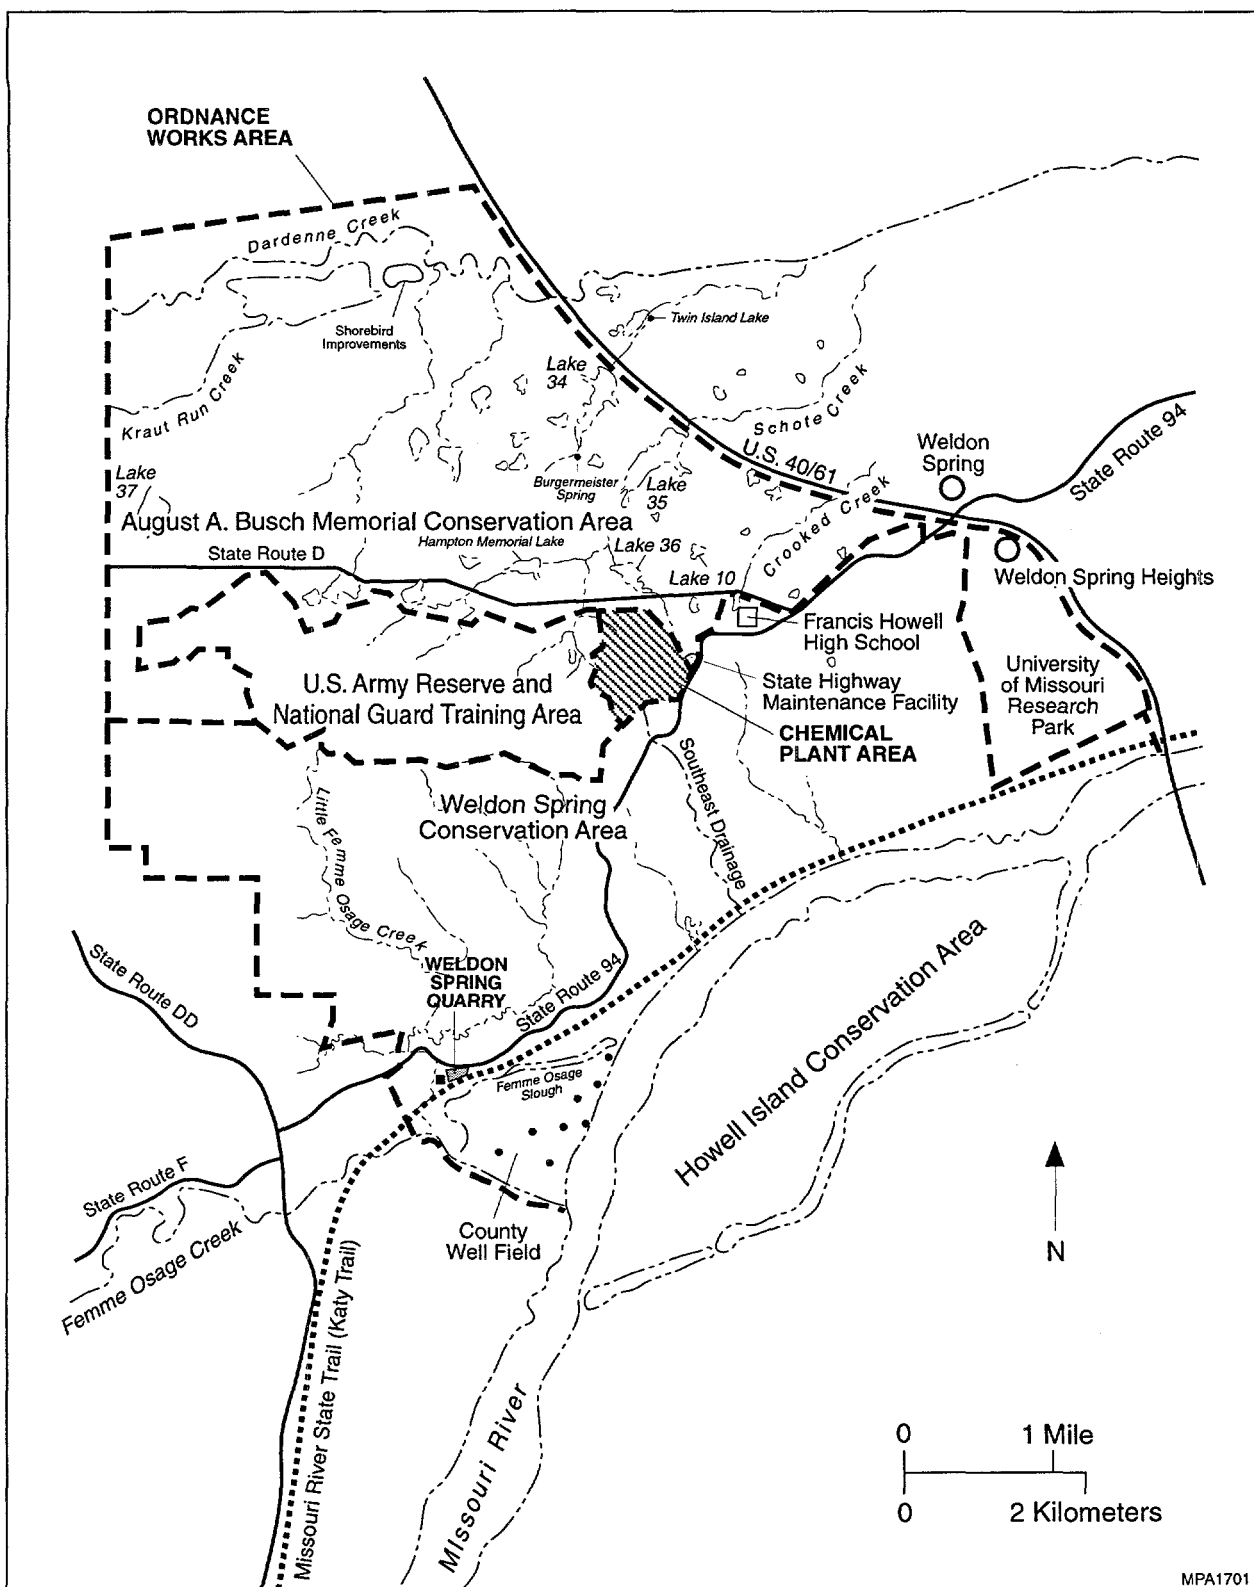 ORDNANCE
WORKS AREA
Dardenne Creek
Shorebird
Improvements
Twin Island Lake
Lake
34
Kraut Run Creek
Schote Creek
U.S. 40/61
Weldon
Spring
State Route 94
Lake
37
Burgermeister
Spring
Lake
35
August A. Busch Memorial Conservation Area
Crooked Creek
State Route D
Hampton Memorial Lake
Lake 36
Lake 10
Weldon Spring Heights
Francis Howell
High School
U.S. Army Reserve and
National Guard Training Area
State Highway
Maintenance Facility
University
of Missouri
Research
Park
CHEMICAL
PLANT AREA
Little Femme Osage Creek
Weldon Spring
Conservation Area
Southeast Drainage
State Route DD
WELDON
SPRING
QUARRY
State Route 94
Howell Island Conservation Area
Femme Osage
Slough
State Route F
Femme Osage Creek
County
Well Field
N
Missouri River State Trail (Katy Trail)
MIssouri River
0 1 Mile
0 2 Kilometers
MPA1701